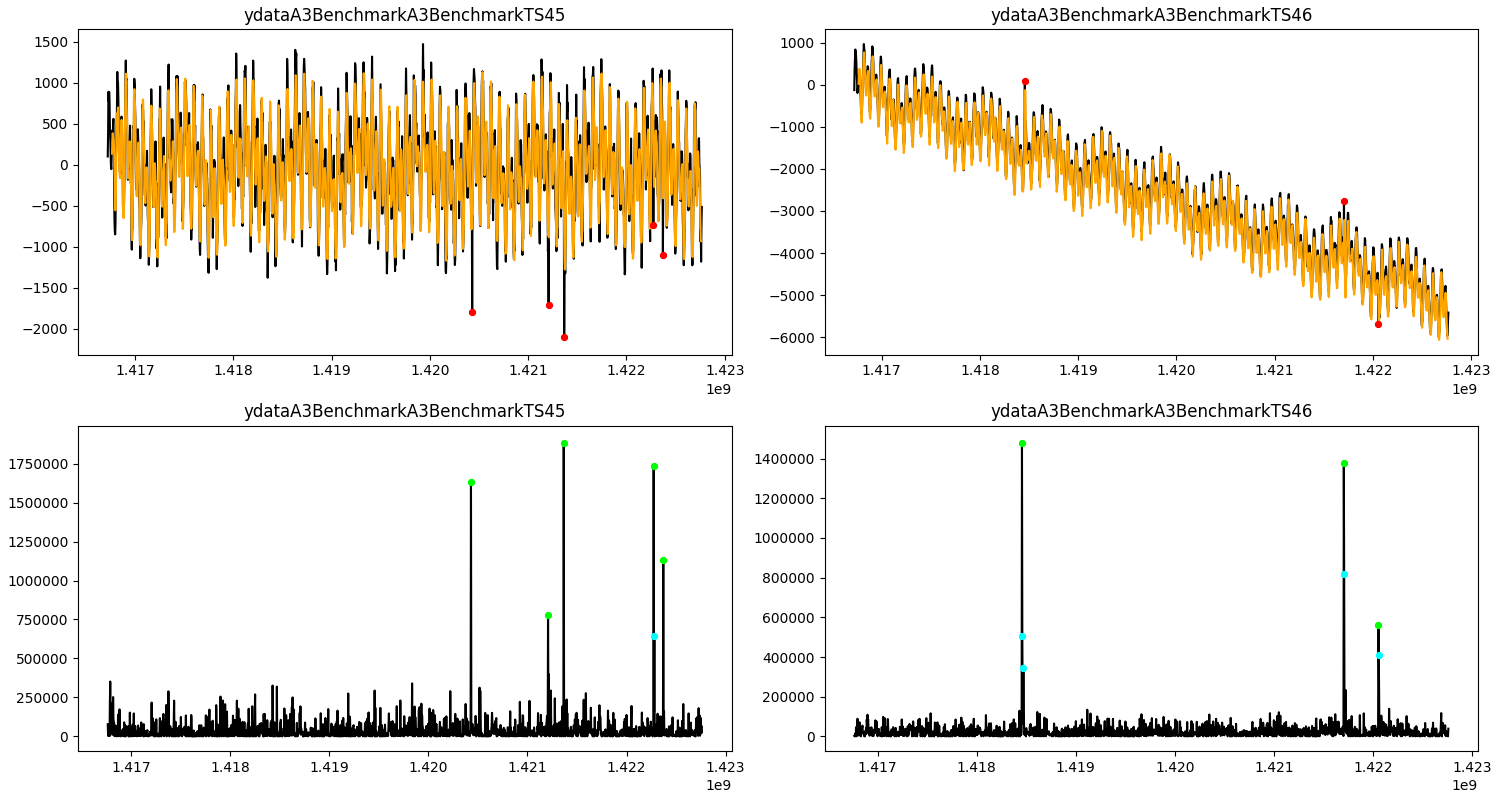 ydataA3BenchmarkA3BenchmarkTS45
1500
1000
500
0
−500
−1000
−1500
−2000
1.417 1.418 1.419 1.420 1.421 1.422 1.423
1e9
ydataA3BenchmarkA3BenchmarkTS46
1000
0
−1000
−2000
−3000
−4000
−5000
−6000
1.417 1.418 1.419 1.420 1.421 1.422 1.423
1e9
ydataA3BenchmarkA3BenchmarkTS45
1750000
1500000
1250000
1000000
750000
500000
250000
0
1.417 1.418 1.419 1.420 1.421 1.422 1.423
1e9
ydataA3BenchmarkA3BenchmarkTS46
1400000
1200000
1000000
800000
600000
400000
200000
0
1.417 1.418 1.419 1.420 1.421 1.422 1.423
1e9